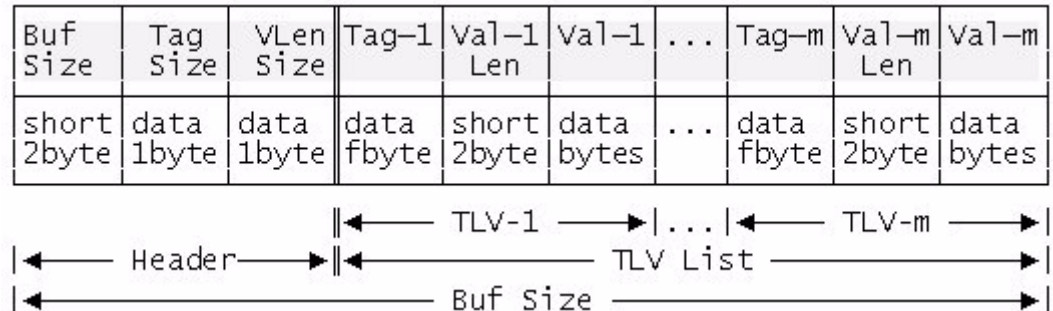 Buf Tag VLen Tag—1 Val—1 Val—1 ... Tag—m Val—m Val—m
Size Size Size Len Len
short data data data short data ... data short data
2byte 1byte 1byte fbyte 2byte bytes fbyte 2byte bytes
TLV-1 ... TLV-m
Header TLV List
Buf Size